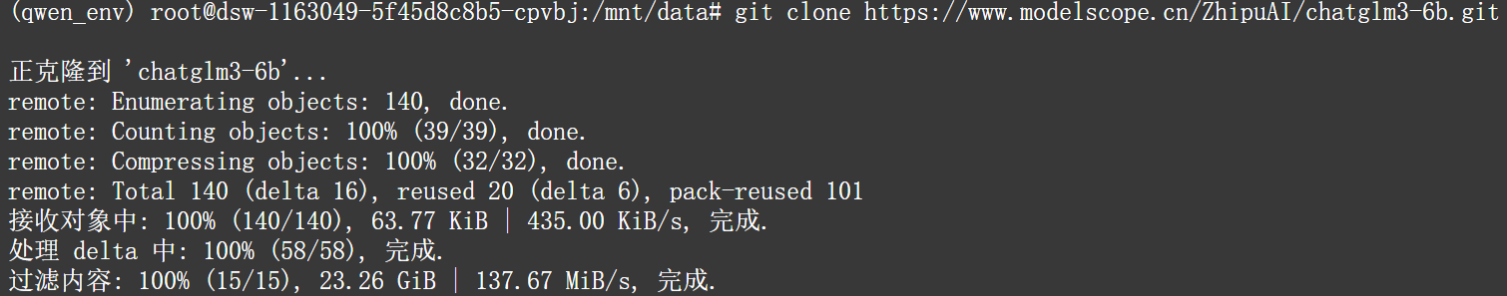 (qwen_env) root@dsw-1163049-5f45d8c8b5-cpvbj:/mnt/data# git clone https://www.modelscope.cn/ZhipuAI/chatglm3-6b.git
正克隆到 'chatglm3-6b'...
remote: Enumerating objects: 140, done.
remote: Counting objects: 100% (39/39), done.
remote: Compressing objects: 100% (32/32), done.
remote: Total 140 (delta 16), reused 20 (delta 6), pack-reused 101
接收对象中: 100% (140/140), 63.77 KiB | 435.00 KiB/s, 完成.
处理 delta 中: 100% (58/58), 完成.
过滤内容: 100% (15/15), 23.26 GiB | 137.67 MiB/s, 完成.